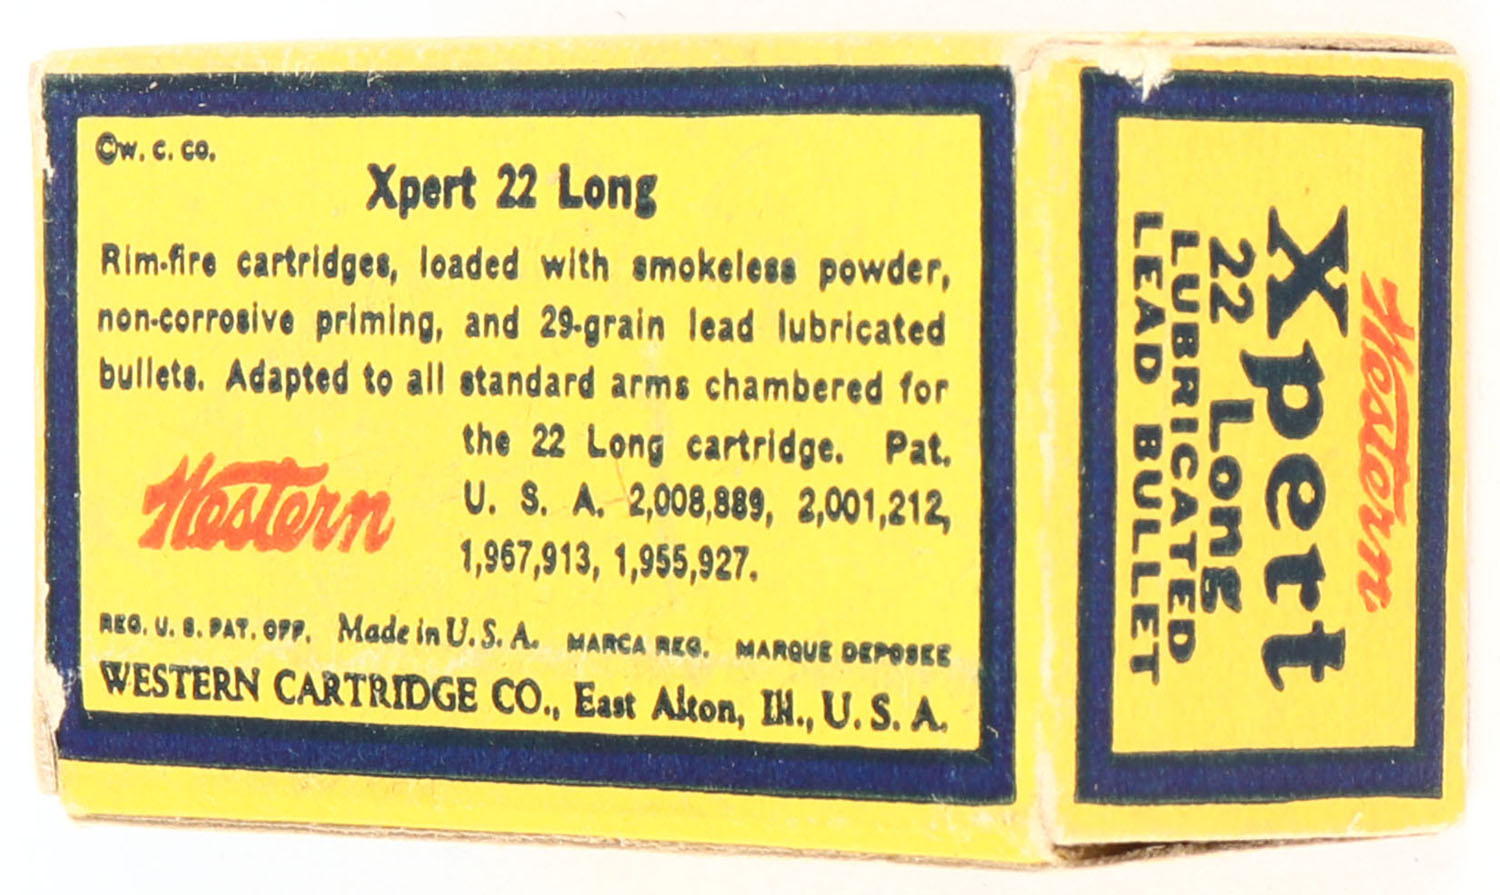 ©W. C. CO.
Xpert 22 Long
Rim-fire cartridges, loaded with smokeless powder,
non-corrosive priming, and 29-grain lead lubricated
bullets. Adapted to all standard arms chambered for
the 22 Long cartridge. Pat.
U. S. A. 2,008,889, 2,001,212,
1,967,913, 1,955,927.
Western
REG. U. S. PAT. OFF. Made in U. S. A. MARCA REG. MARQUE DEPOSEE
WESTERN CARTRIDGE CO., East Alton, Ill., U. S. A.
Western
Xpert
22 Long
LUBRICATED
LEAD BULLET